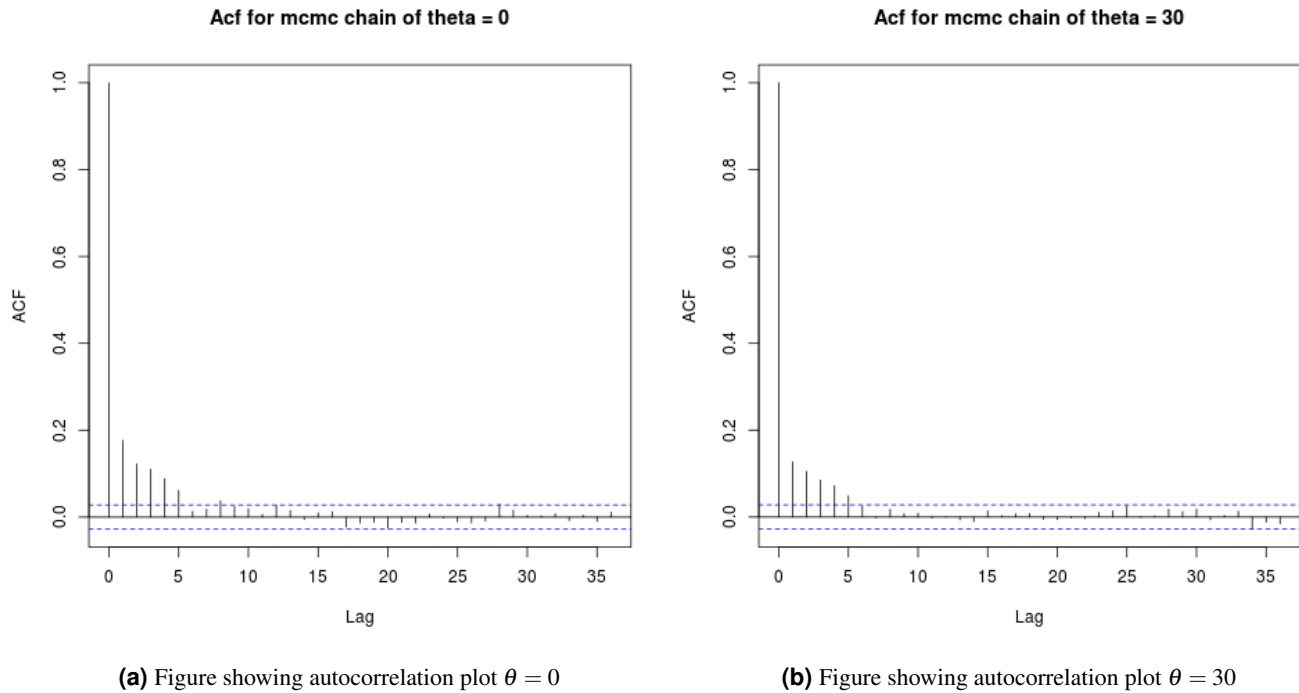 Acf for mcmc chain of theta = 0
ACF
1.0
0.8
0.6
0.4
0.2
0.0
0 5 10 15 20 25 30 35
Lag
(a) Figure showing autocorrelation plot θ = 0
Acf for mcmc chain of theta = 30
ACF
1.0
0.8
0.6
0.4
0.2
0.0
0 5 10 15 20 25 30 35
Lag
(b) Figure showing autocorrelation plot θ = 30